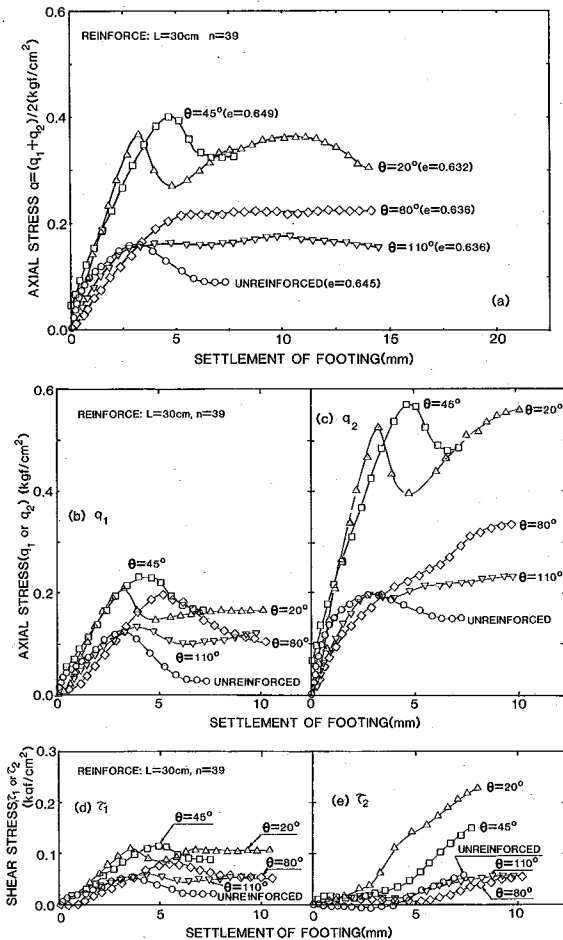 REINFORCE: L=30cm n=39
AXIAL STRESS q=(q1+q2)/2(kgf/cm2)
0.6
0.4
0.2
0.0
θ=45°(e=0.649)
θ=20°(e=0.632)
θ=80°(e=0.636)
θ=110°(e=0.636)
UNREINFORCED(e=0.645)
(a)
0 5 10 15 20
SETTLEMENT OF FOOTING(mm)
0.6
0.4
0.2
0.0
AXIAL STRESS(q1 or q2) (kgf/cm2)
REINFORCE: L=30cm, n=39
(b) q1
θ=45°
θ=20°
θ=80°
θ=110°
UNREINFORCED
0 5 10
SETTLEMENT OF FOOTING(mm)
(c) q2
θ=45°
θ=20°
θ=80°
θ=110°
UNREINFORCED
0 5 10
SHEAR STRESS,τ1 or τ2 (kgf/cm2)
0.3
0.2
0.1
0.0
REINFORCE: L=30cm, n=39
(d) τ1
θ=45°
θ=20°
θ=80°
θ=110°
UNREINFORCED
0 5 10
SETTLEMENT OF FOOTING(mm)
(e) τ2
θ=20°
θ=45°
UNREINFORCED
θ=110°
θ=80°
0 5 10